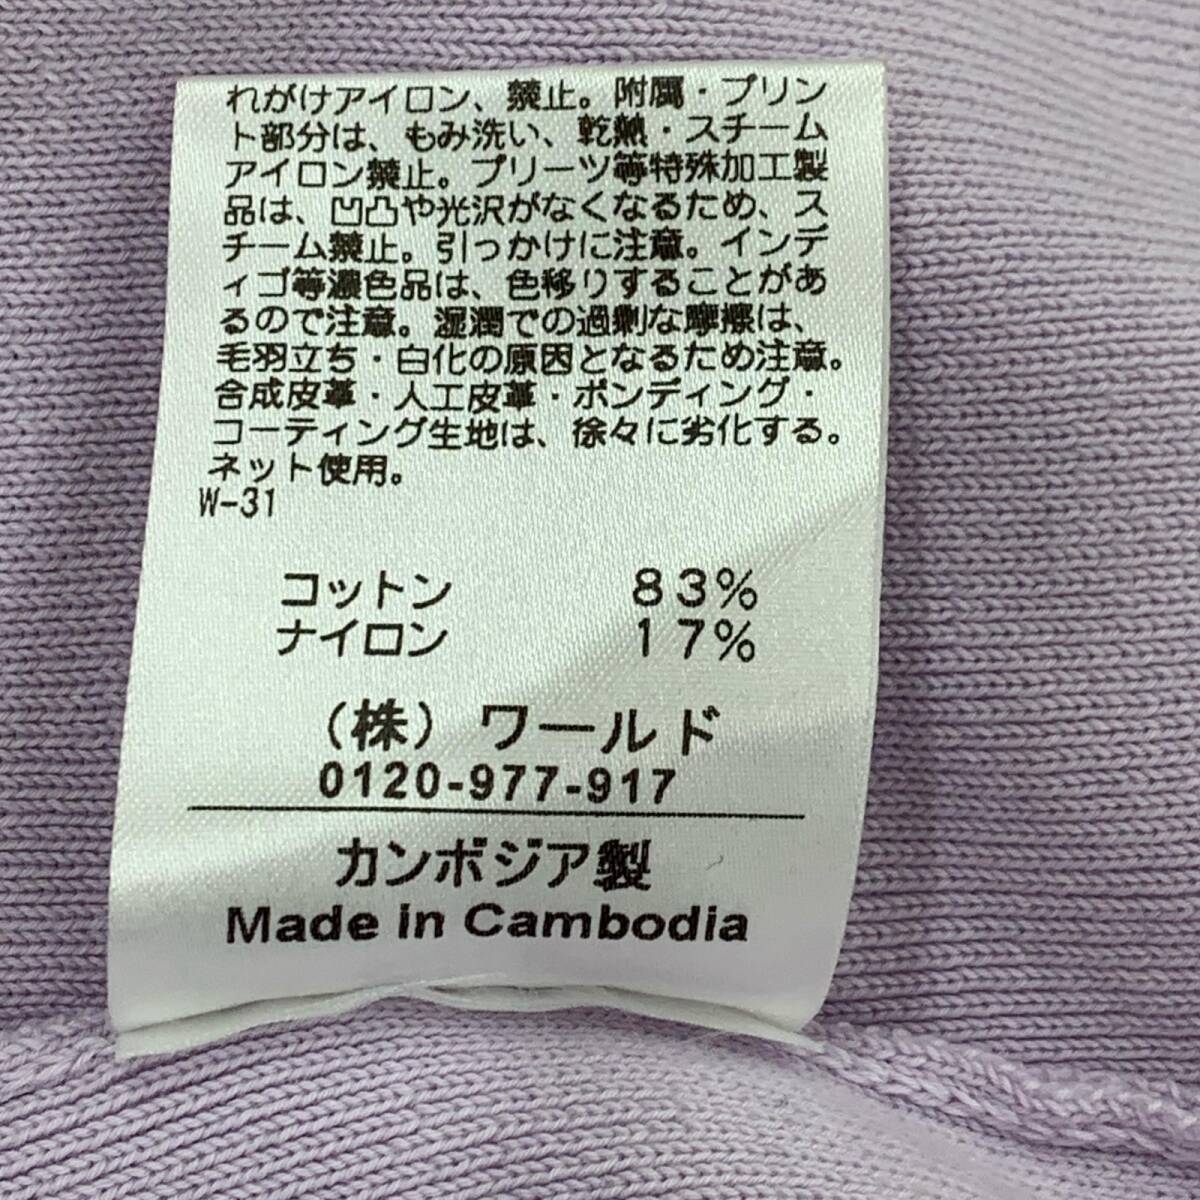 れがけアイロン、禁止。附属・プリン
ト部分は、もみ洗い、乾熱・スチーム
アイロン禁止。プリーツ等特殊加工製
品は、凹凸や光沢がなくなるため、ス
チーム禁止。引っかけに注意。インデ
ィゴ等濃色品は、色移りすることがあ
るので注意。湿潤での過剰な摩擦は、
毛羽立ち・白化の原因となるため注意。
合成皮革・人工皮革・ボンディング・
コーティング生地は、徐々に劣化する。
ネット使用。
W-31
コットン 83%
ナイロン 17%
（株）ワールド
0120-977-917
カンボジア製
Made in Cambodia